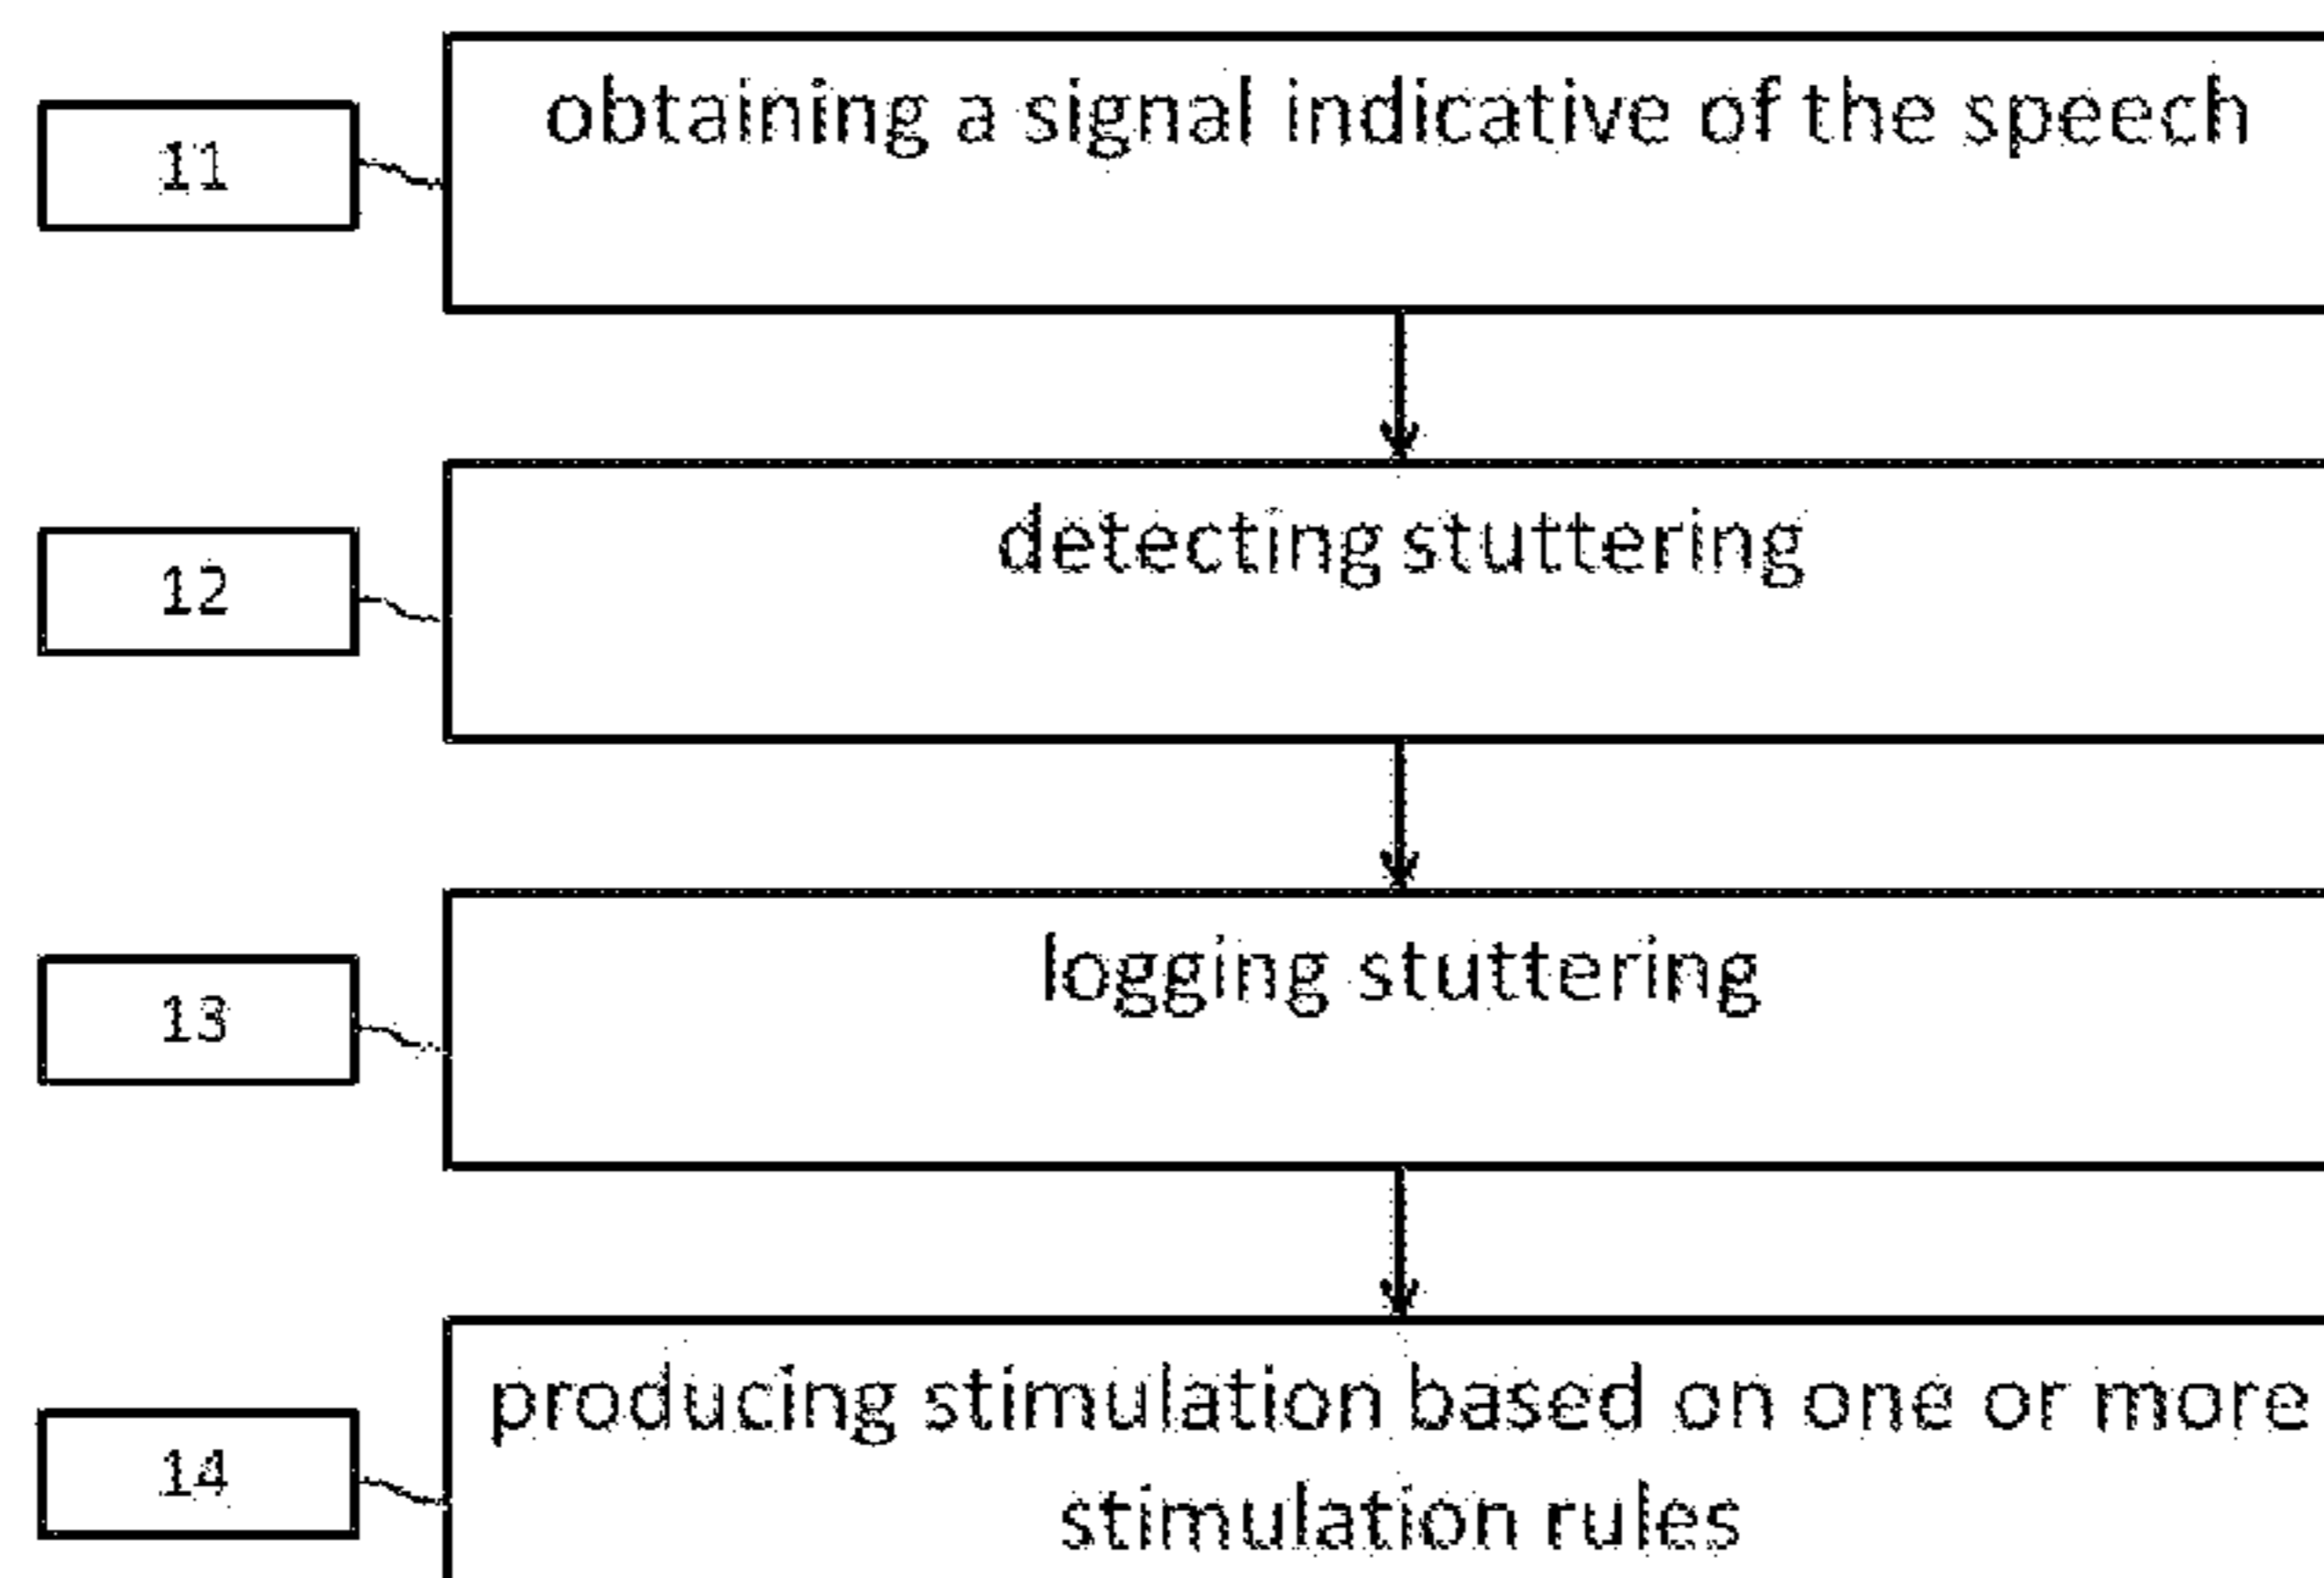 11
obtaining a signal indicative of the speech
12
detecting stuttering
13
logging stuttering
14
producing stimulation based on one or more
stimulation rules